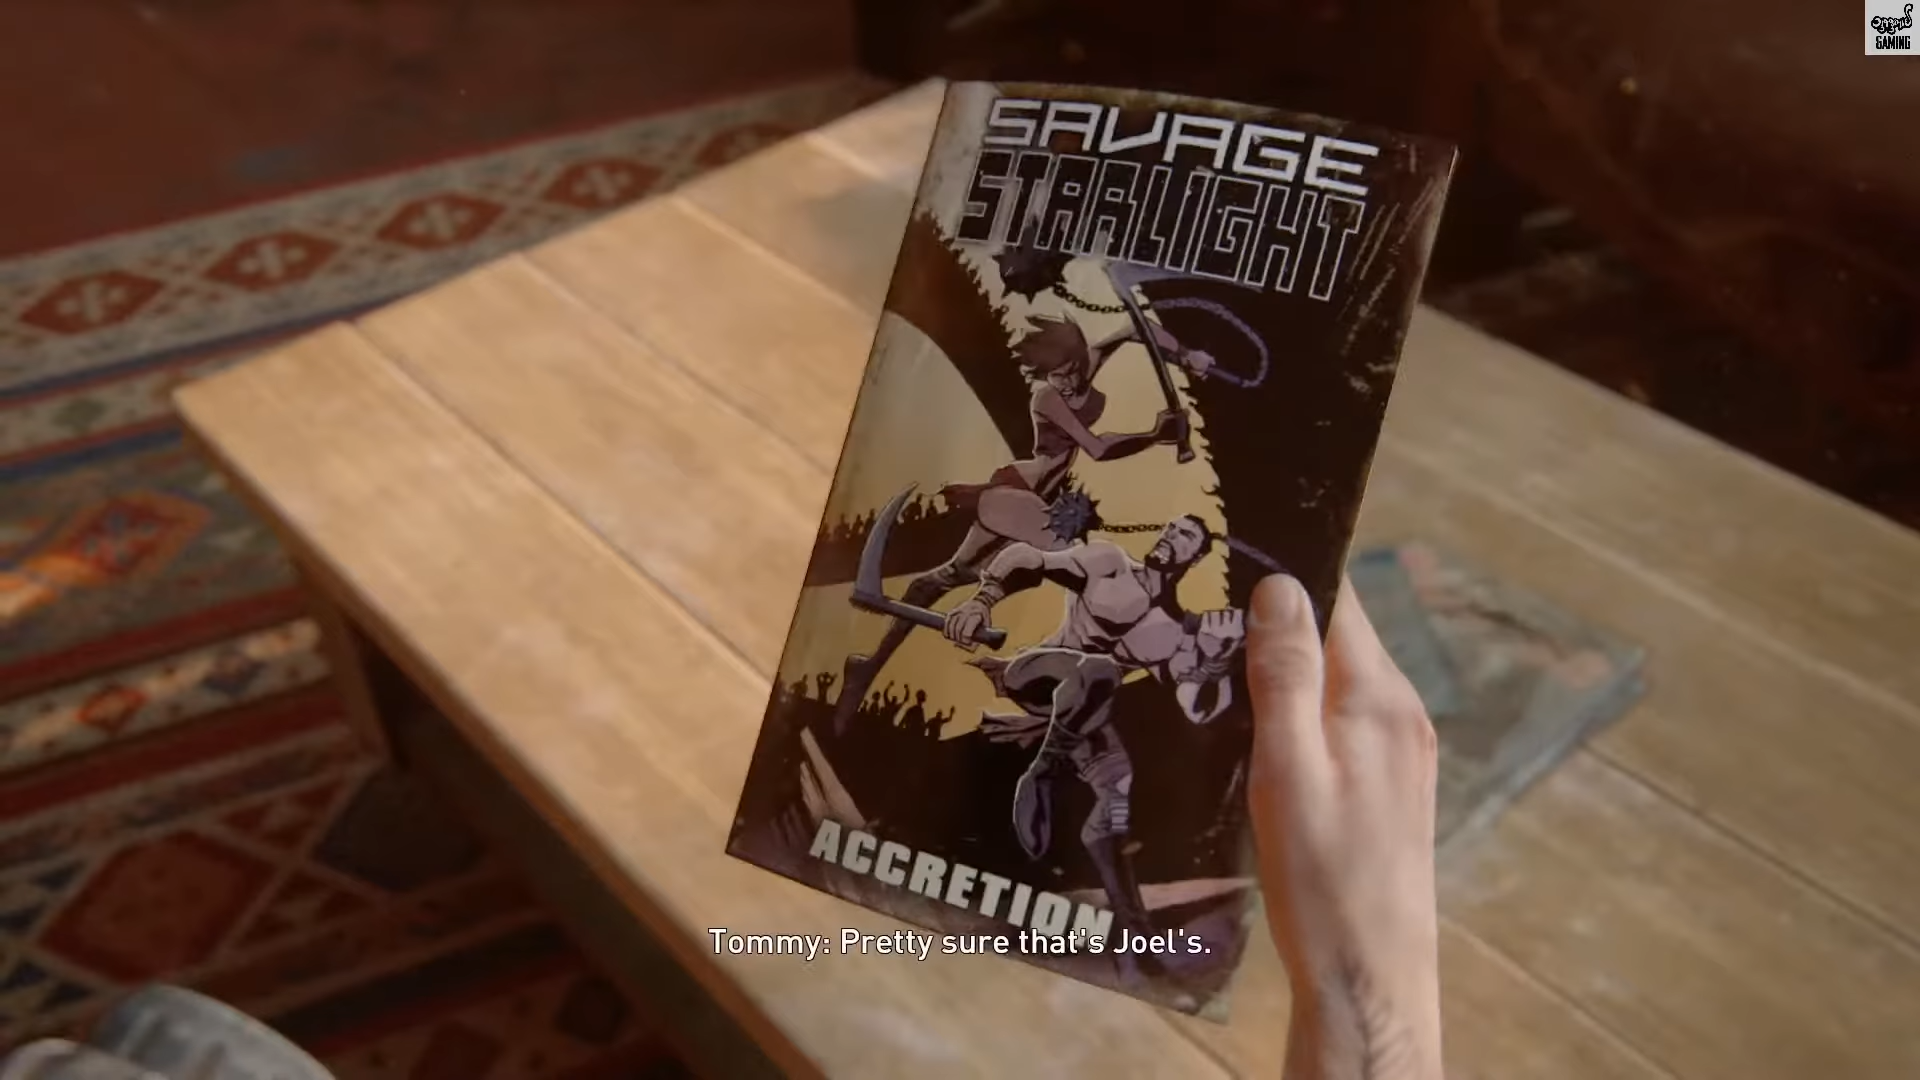 SAVAGE
STARLIGHT
ACCRETION
Tommy: Pretty sure that's Joel's.
GAMING